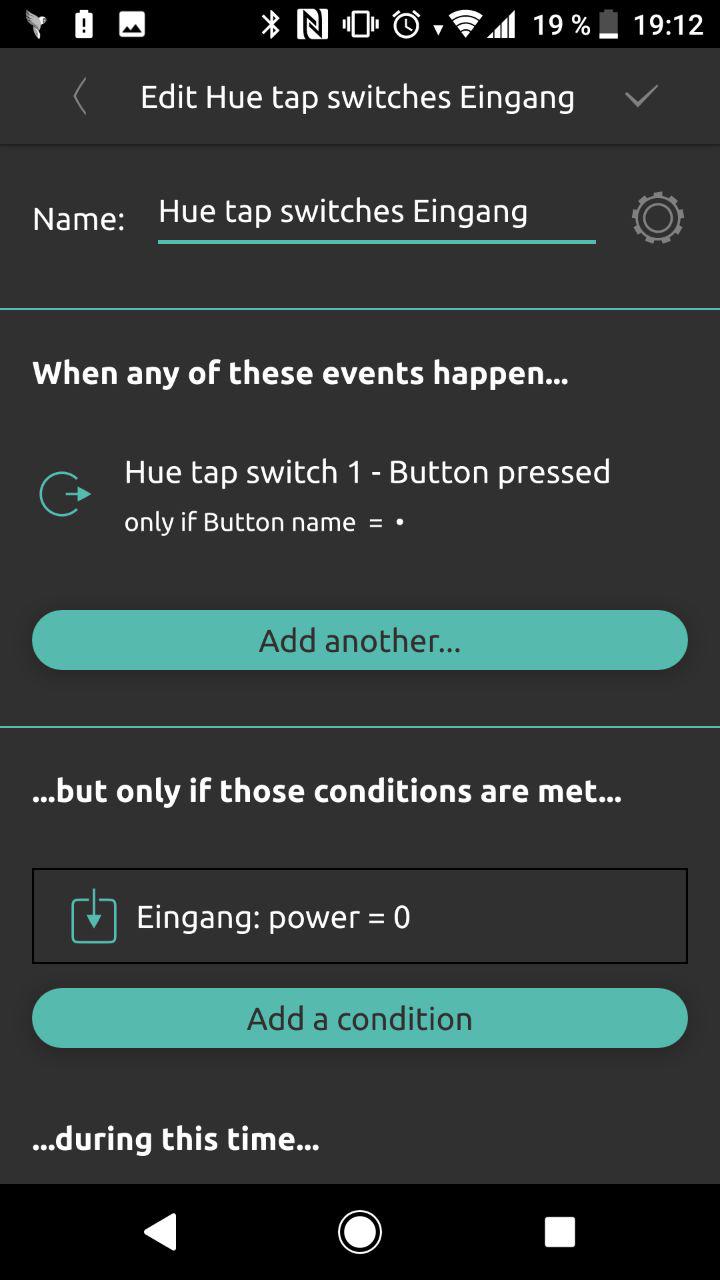 19 % 19:12
Edit Hue tap switches Eingang
Name: Hue tap switches Eingang
When any of these events happen...
Hue tap switch 1 - Button pressed
only if Button name = •
Add another...
...but only if those conditions are met...
Eingang: power = 0
Add a condition
...during this time...